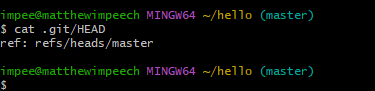 impee@matthewimpeech MINGW64 ~/hello (master)
$ cat .git/HEAD
ref: refs/heads/master
impee@matthewimpeech MINGW64 ~/hello (master)
$